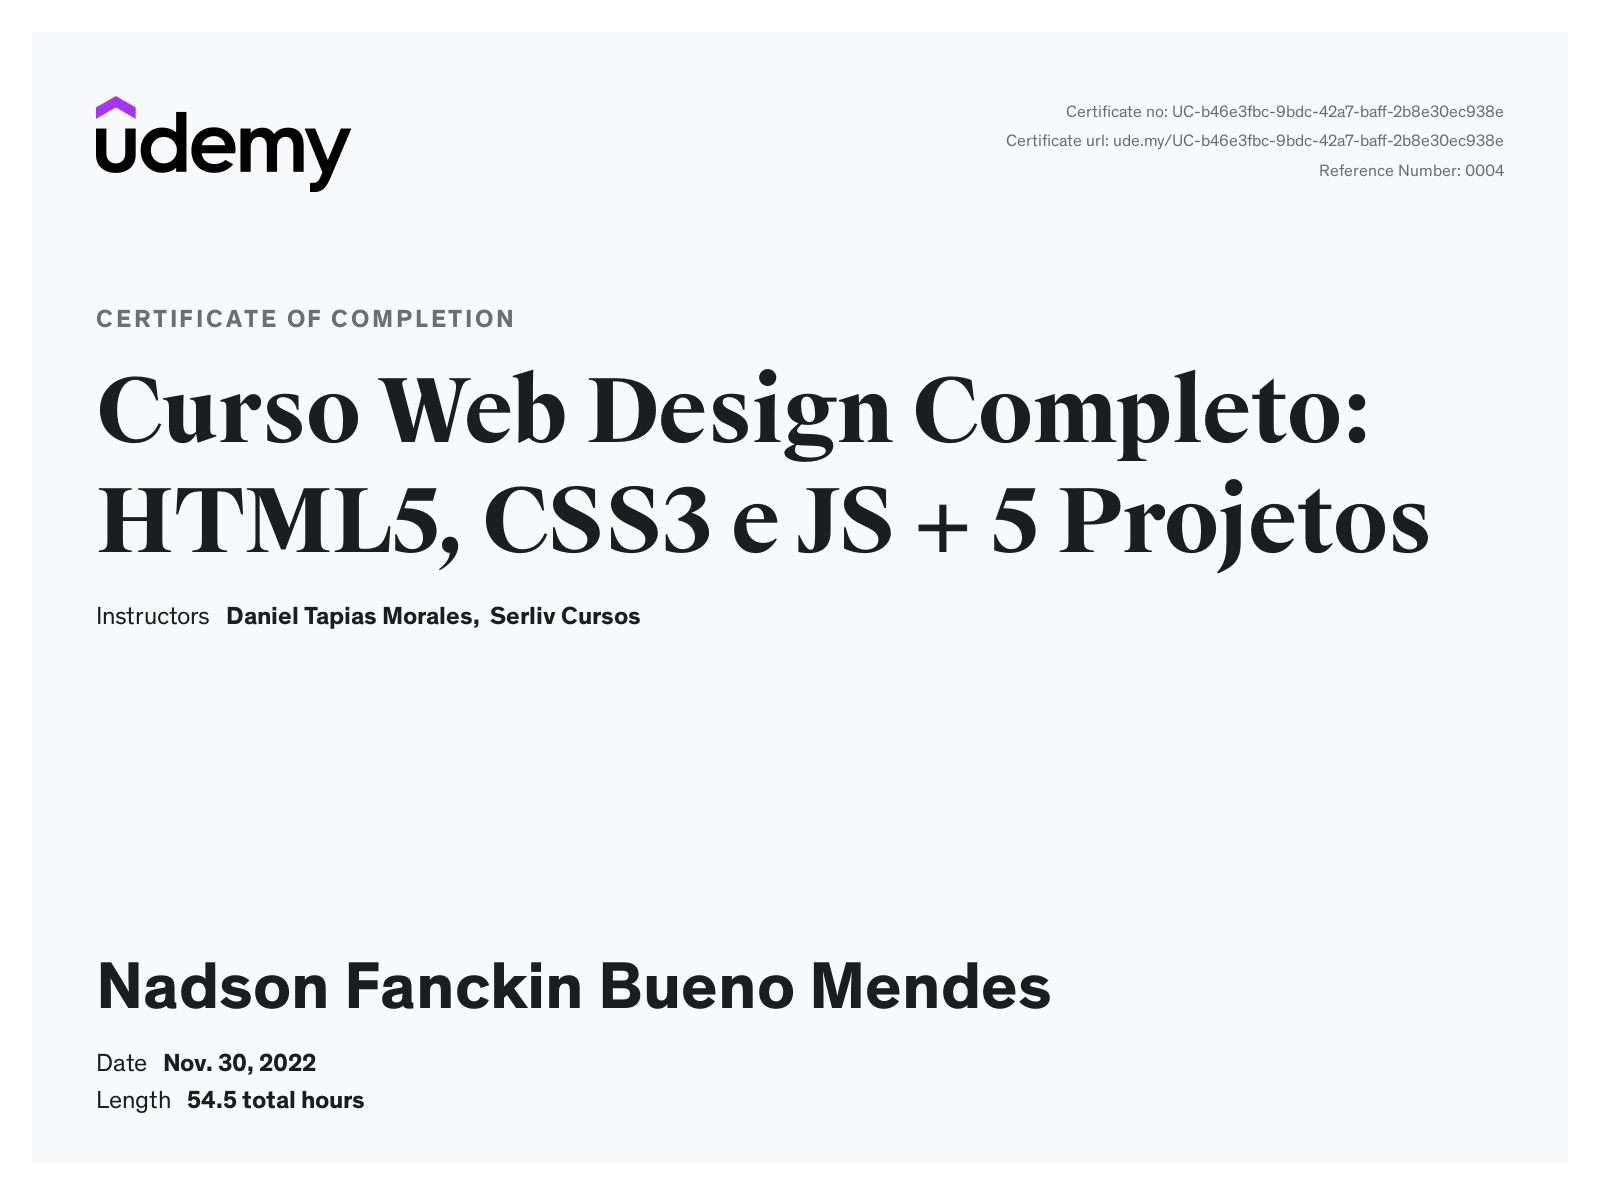 udemy
Certificate no: UC-b46e3fbc-9bdc-42a7-baff-2b8e30ec938e
Certificate url: ude.my/UC-b46e3fbc-9bdc-42a7-baff-2b8e30ec938e
Reference Number: 0004
CERTIFICATE OF COMPLETION
Curso Web Design Completo:
HTML5, CSS3 e JS + 5 Projetos
Instructors Daniel Tapias Morales, Serliv Cursos
Nadson Fanckin Bueno Mendes
Date Nov. 30, 2022
Length 54.5 total hours